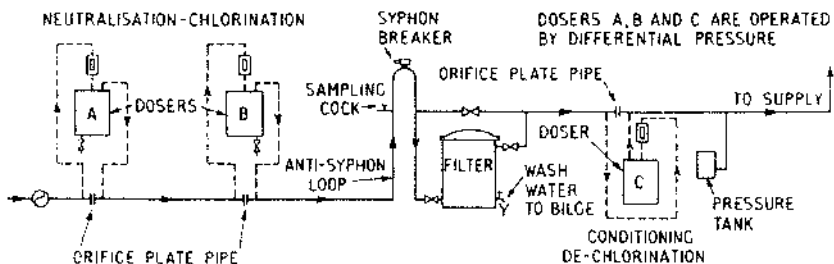 NEUTRALISATION-CHLORINATION
SYPHON
BREAKER
DOSERS A,B AND C ARE OPERATED
BY DIFFERENTIAL PRESSURE
ORIFICE PLATE PIPE
SAMPLING
COCK
TO SUPPLY
A
DOSERS
B
DOSER
ANTI-SYPHON
LOOP
FILTER
WASH
WATER
TO BILGE
C
PRESSURE
TANK
ORIFICE PLATE PIPE
CONDITIONING
DE-CHLORINATION